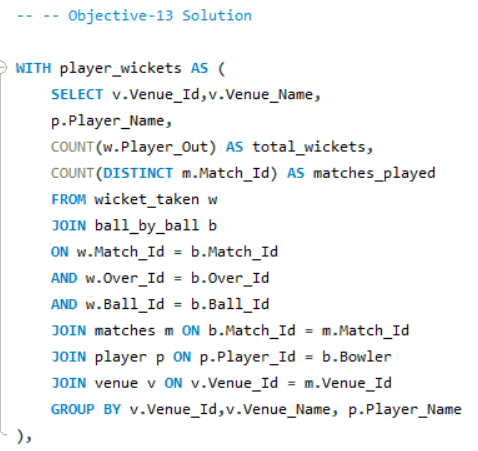 -- -- Objective-13 Solution
WITH player_wickets AS (
SELECT v.Venue_Id,v.Venue_Name,
p.Player_Name,
COUNT(w.Player_Out) AS total_wickets,
COUNT(DISTINCT m.Match_Id) AS matches_played
FROM wicket_taken w
JOIN ball_by_ball b
ON w.Match_Id = b.Match_Id
AND w.Over_Id = b.Over_Id
AND w.Ball_Id = b.Ball_Id
JOIN matches m ON b.Match_Id = m.Match_Id
JOIN player p ON p.Player_Id = b.Bowler
JOIN venue v ON v.Venue_Id = m.Venue_Id
GROUP BY v.Venue_Id,v.Venue_Name, p.Player_Name
),